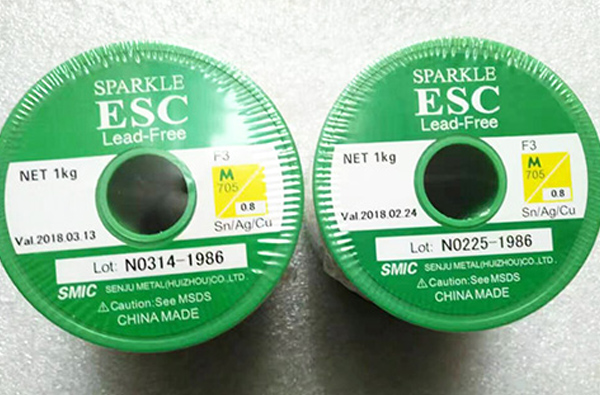 SPARKLE
ESC
Lead-Free
NET 1kg
F3
M
705
0.8
Sn/Ag/Cu
Val.2018.03.13
Lot: N0314-1986
SMIC SENJU METAL(HUIZHOU)CO.,LTD.
⚠Caution:See MSDS
CHINA MADE
SPARKLE
ESC
Lead-Free
NET 1kg
F3
M
705
0.8
Sn/Ag/Cu
Val.2018.02.24
Lot: N0225-1986
SMIC SENJU METAL(HUIZHOU)CO.,LTD.
⚠Caution:See MSDS
CHINA MADE